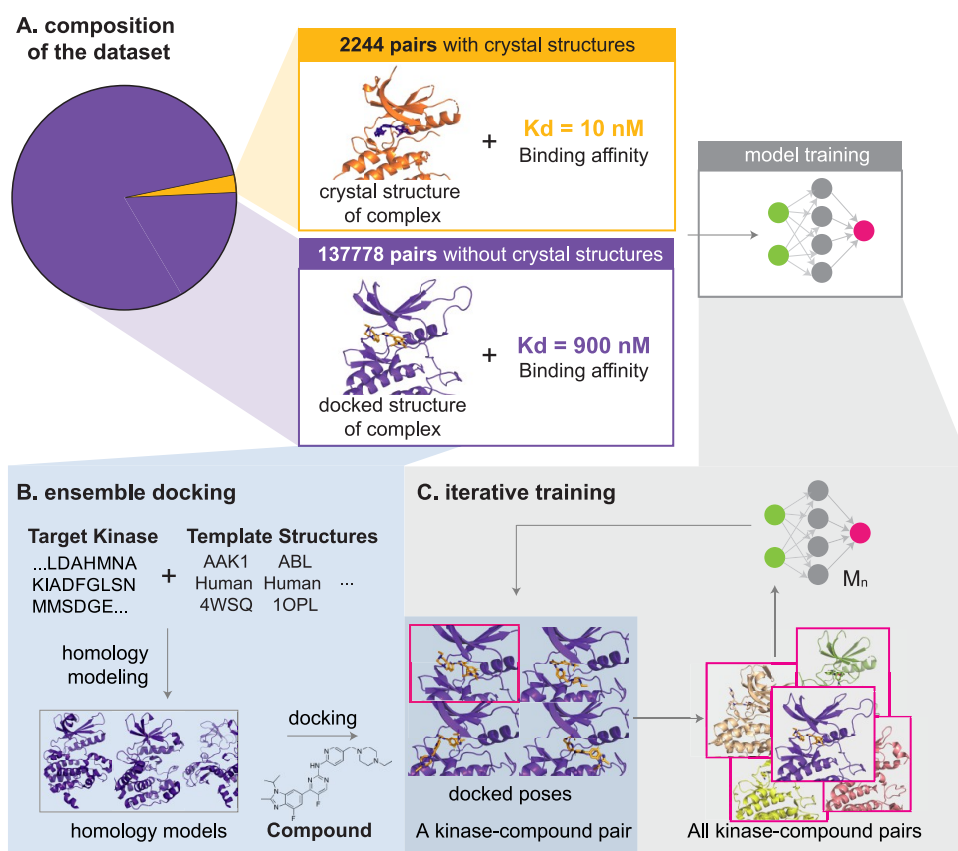 A. composition
of the dataset
2244 pairs with crystal structures
crystal structure
of complex
+
Kd = 10 nM
Binding affinity
137778 pairs without crystal structures
docked structure
of complex
+
Kd = 900 nM
Binding affinity
model training
B. ensemble docking
Target Kinase
...LDAHMNA
KIADFGLSN
MMSDGE...
+
Template Structures
AAK1 ABL
Human Human ...
4WSQ 1OPL
homology
modeling
homology models
docking
HN
N
N
N
N
N
N
N
F
F
Compound
C. iterative training
Mn
docked poses
A kinase-compound pair
All kinase-compound pairs